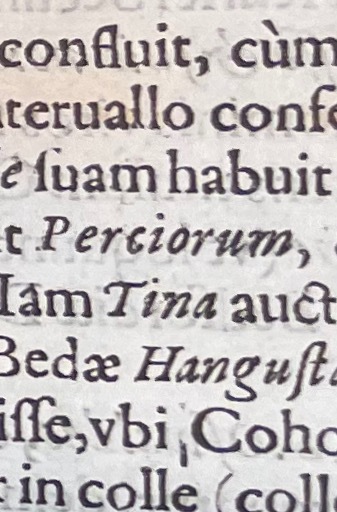 confluit, cùm
teruallo conf
e ſuam habuit
t Perciorum,
Iam Tina auct
Bedæ Hanguſt
iſſe, vbi Coho
in colle (coll